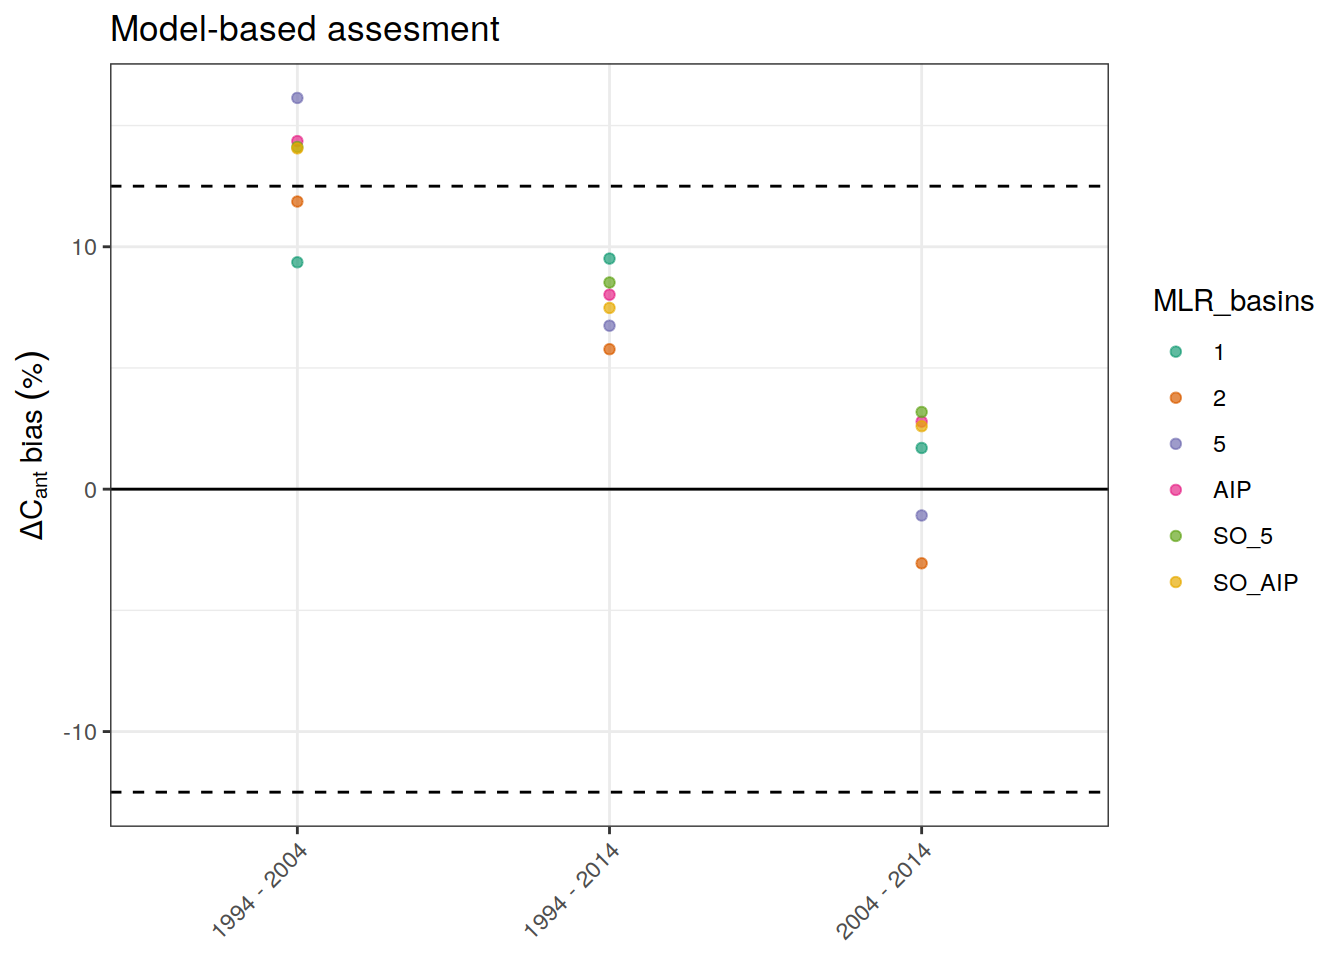 Model-based assesment
ΔCant bias (%)
10
0
-10
1994 - 2004
1994 - 2014
2004 - 2014
MLR_basins
1
2
5
AIP
SO_5
SO_AIP